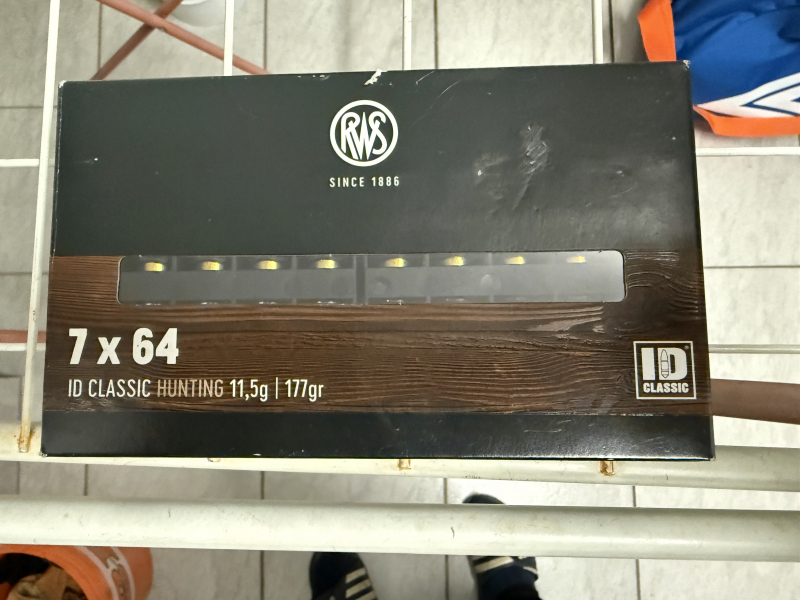 RWS
SINCE 1886
7 x 64
ID CLASSIC HUNTING 11,5g | 177gr
ID
CLASSIC